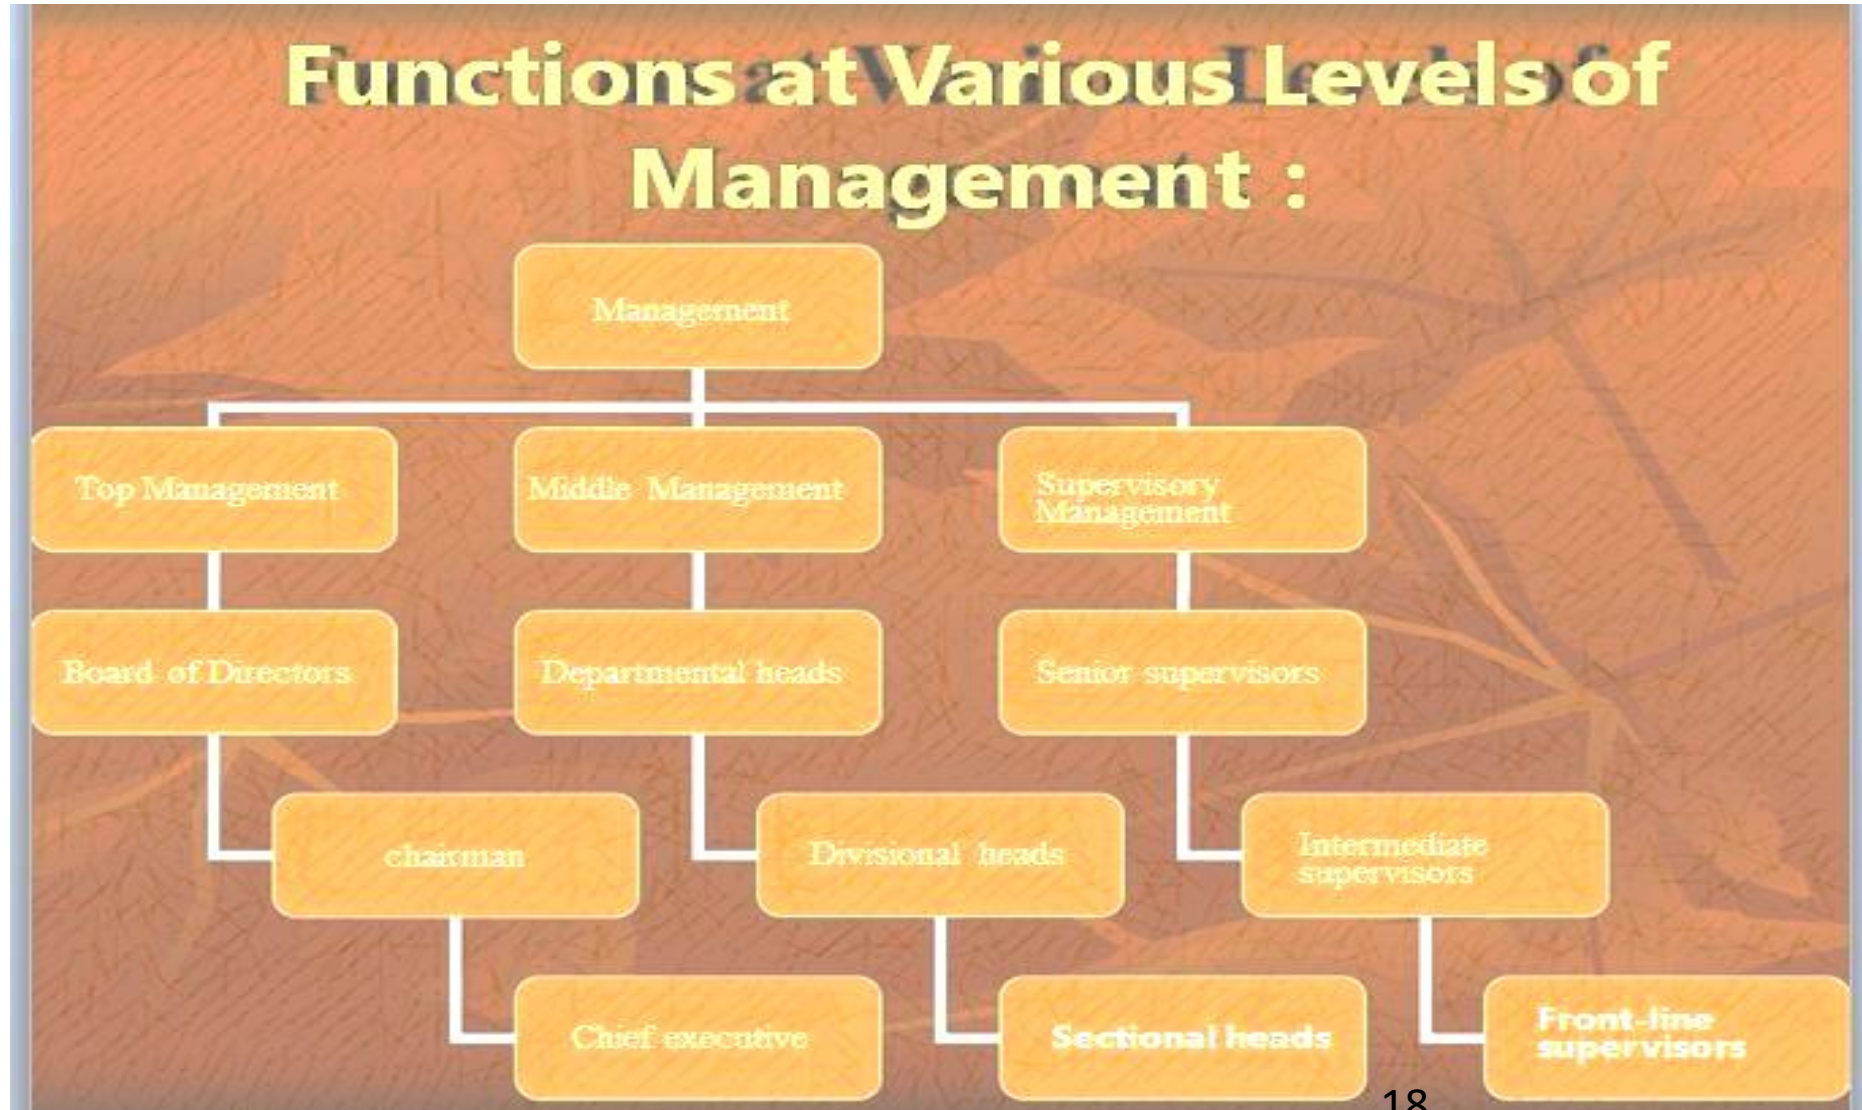 Functions at Various Levels of
Management :
Management
Top Management
Middle Management
Supervisory
Management
Board of Directors
Departmental heads
Senior supervisors
chairman
Divisional heads
Intermediate
supervisors
Chief executive
Sectional heads
Front-line
supervisors
18